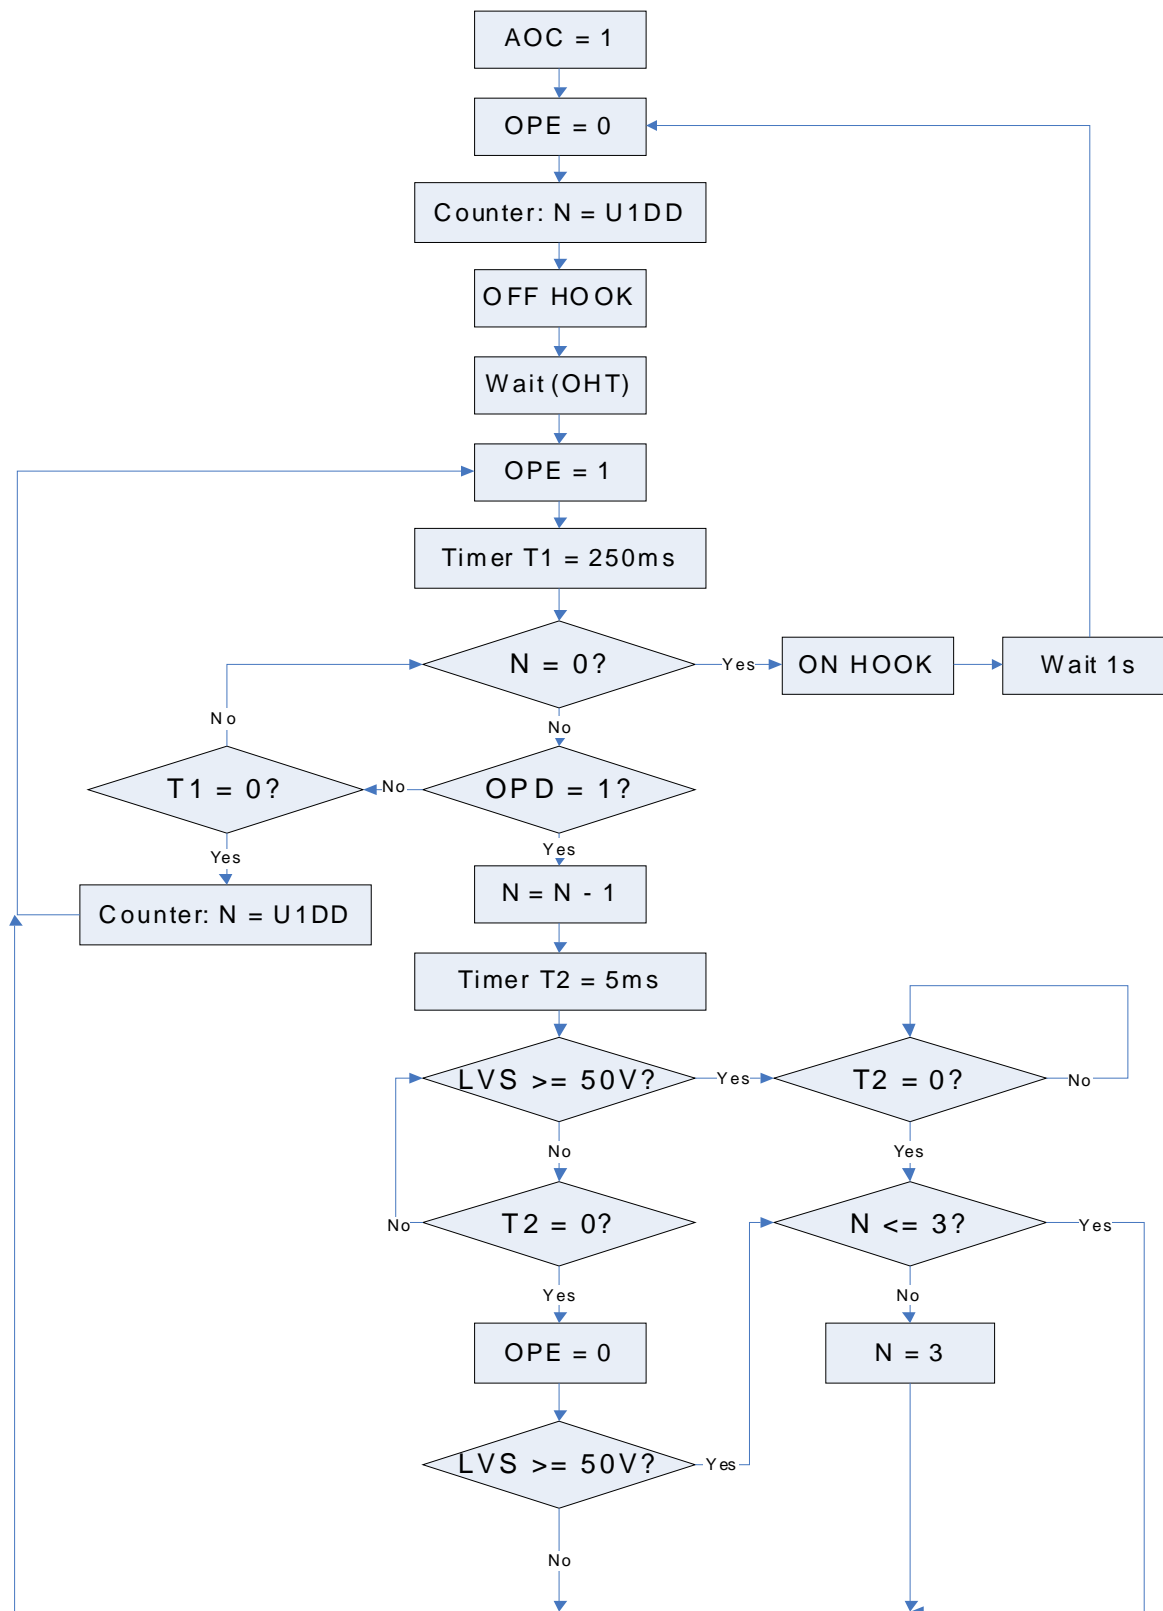 AOC = 1
OPE = 0
Counter: N = U1DD
OFF HOOK
Wait (OHT)
OPE = 1
Timer T1 = 250ms
N = 0?
Yes
ON HOOK
Wait 1s
No
No
T1 = 0?
No
OPD = 1?
Yes
Yes
Counter: N = U1DD
N = N - 1
Timer T2 = 5ms
LVS >= 50V?
Yes
T2 = 0?
No
No
Yes
No
T2 = 0?
N <= 3?
Yes
Yes
No
OPE = 0
N = 3
LVS >= 50V?
Yes
No